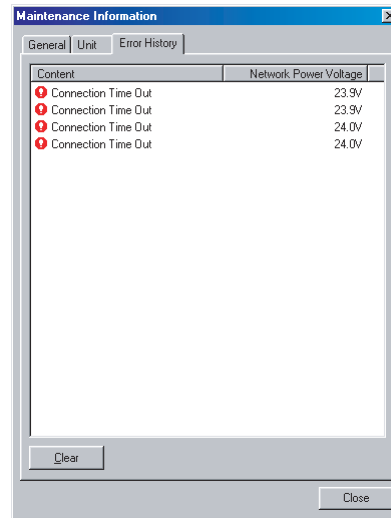 Maintenance Information
General Unit Error History
Content Network Power Voltage
Connection Time Out 23.9V
Connection Time Out 23.9V
Connection Time Out 24.0V
Connection Time Out 24.0V
Clear
Close